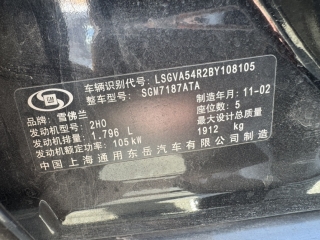 车辆识别代号: LSGVA54R2BY108105
整车型号: SGM7187ATA
品牌: 雪佛兰 制造年月: 11-02
发动机型号: 2H0 座位数: 5
发动机排量: 1.796 L 最大设计总质量
发动机额定功率: 105 kW 1912 kg
中国上海通用东岳汽车有限公司制造